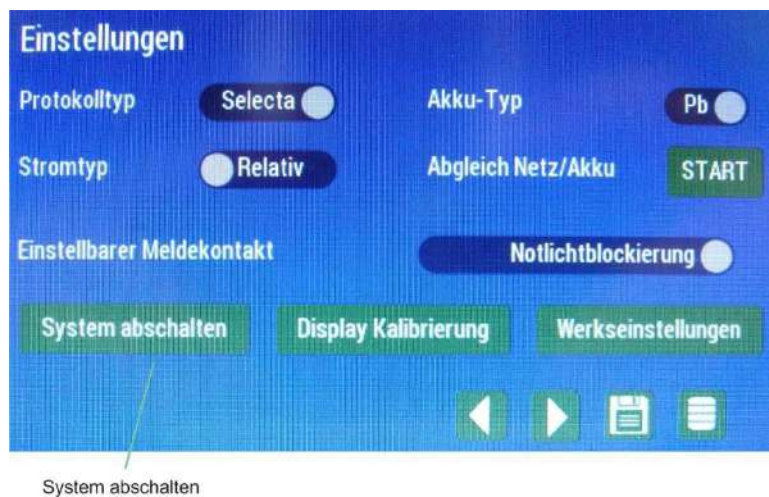 Einstellungen
Protokolltyp Selecta Akku-Typ Pb
Stromtyp Relativ Abgleich Netz/Akku START
Einstellbarer Meldekontakt Notlichtblockierung
System abschalten Display Kalibrierung Werkseinstellungen
System abschalten